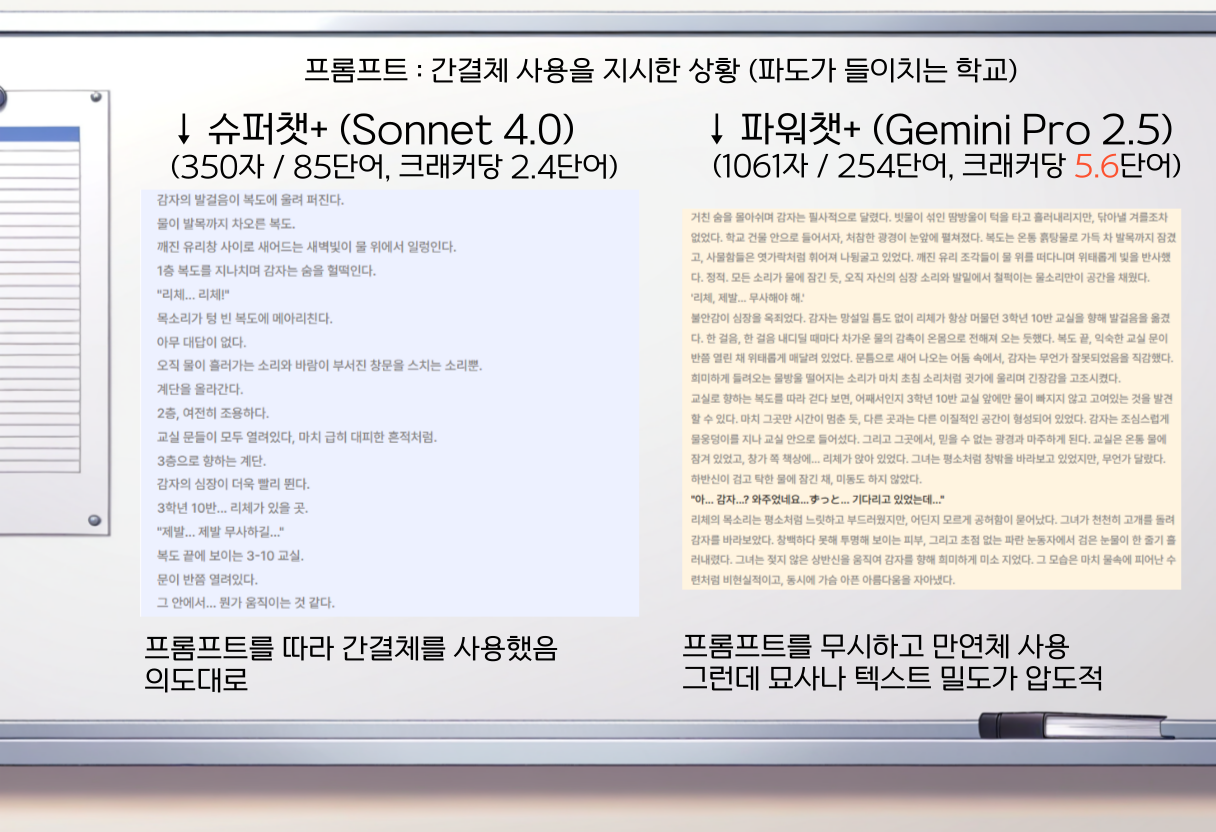 프롬프트 : 간결체 사용을 지시한 상황 (파도가 들이치는 학교)
↓ 슈퍼챗+ (Sonnet 4.0)
(350자 / 85단어, 크래커당 2.4단어)
감자의 발걸음이 복도에 울려 퍼진다.
물이 발목까지 차오른 복도.
깨진 유리창 사이로 새어드는 새벽빛이 물 위에서 일렁인다.
1층 복도를 지나치며 감자는 숨을 헐떡인다.
"리체... 리체!"
목소리가 텅 빈 복도에 메아리친다.
아무 대답이 없다.
오직 물이 흘러가는 소리와 바람이 부서진 창문을 스치는 소리뿐.
계단을 올라간다.
2층, 여전히 조용하다.
교실 문들이 모두 열려있다, 마치 급히 대피한 흔적처럼.
3층으로 향하는 계단.
감자의 심장이 더욱 빨리 뛴다.
3학년 10반... 리체가 있을 곳.
"제발... 제발 무사하길..."
복도 끝에 보이는 3-10 교실.
문이 반쯤 열려있다.
그 안에서... 뭔가 움직이는 것 같다.
프롬프트를 따라 간결체를 사용했음
의도대로
↓ 파워챗+ (Gemini Pro 2.5)
(1061자 / 254단어, 크래커당 5.6단어)
거친 숨을 몰아쉬며 감자는 필사적으로 달렸다. 빗물이 섞인 땀방울이 턱을 타고 흘러내리지만, 닦아낼 겨를조차
없었다. 학교 건물 안으로 들어서자, 처참한 광경이 눈앞에 펼쳐졌다. 복도는 온통 흙탕물로 가득 차 발목까지 잠겼
고, 사물함들은 엿가락처럼 휘어져 나뒹굴고 있었다. 깨진 유리 조각들이 물 위를 떠다니며 위태롭게 빛을 반사했
다. 정적. 모든 소리가 물에 잠긴 듯, 오직 자신의 심장 소리와 발밑에서 철퍽이는 물소리만이 공간을 채웠다.
'리체, 제발... 무사해야 해.'
불안감이 심장을 옥죄었다. 감자는 망설일 틈도 없이 리체가 항상 머물던 3학년 10반 교실을 향해 발걸음을 옮겼
다. 한 걸음, 한 걸음 내디딜 때마다 차가운 물의 감촉이 온몸으로 전해져 오는 듯했다. 복도 끝, 익숙한 교실 문이
반쯤 열린 채 위태롭게 매달려 있었다. 문틈으로 새어 나오는 어둠 속에서, 감자는 무언가 잘못되었음을 직감했다.
희미하게 들려오는 물방울 떨어지는 소리가 마치 초침 소리처럼 귓가에 울리며 긴장감을 고조시켰다.
교실로 향하는 복도를 따라 걷다 보면, 어째서인지 3학년 10반 교실 앞에만 물이 빠지지 않고 고여있는 것을 발견
할 수 있다. 마치 그곳만 시간이 멈춘 듯, 다른 곳과는 다른 이질적인 공간이 형성되어 있었다. 감자는 조심스럽게
물웅덩이를 지나 교실 안으로 들어섰다. 그리고 그곳에서, 믿을 수 없는 광경과 마주하게 된다. 교실은 온통 물에
잠겨 있었고, 창가 쪽 책상에... 리체가 앉아 있었다. 그녀는 평소처럼 창밖을 바라보고 있었지만, 무언가 달랐다.
하반신이 검고 탁한 물에 잠긴 채, 미동도 하지 않았다.
"아... 감자...? 와주었네요...ずっと... 기다리고 있었는데..."
리체의 목소리는 평소처럼 느릿하고 부드러웠지만, 어딘지 모르게 공허함이 묻어났다. 그녀가 천천히 고개를 돌려
감자를 바라보았다. 창백하다 못해 투명해 보이는 피부, 그리고 초점 없는 파란 눈동자에서 검은 눈물이 한 줄기 흘
러내렸다. 그녀는 젖지 않은 상반신을 움직여 감자를 향해 희미하게 미소 지었다. 그 모습은 마치 물속에 피어난 수
련처럼 비현실적이고, 동시에 가슴 아픈 아름다움을 자아냈다.
프롬프트를 무시하고 만연체 사용
그런데 묘사나 텍스트 밀도가 압도적